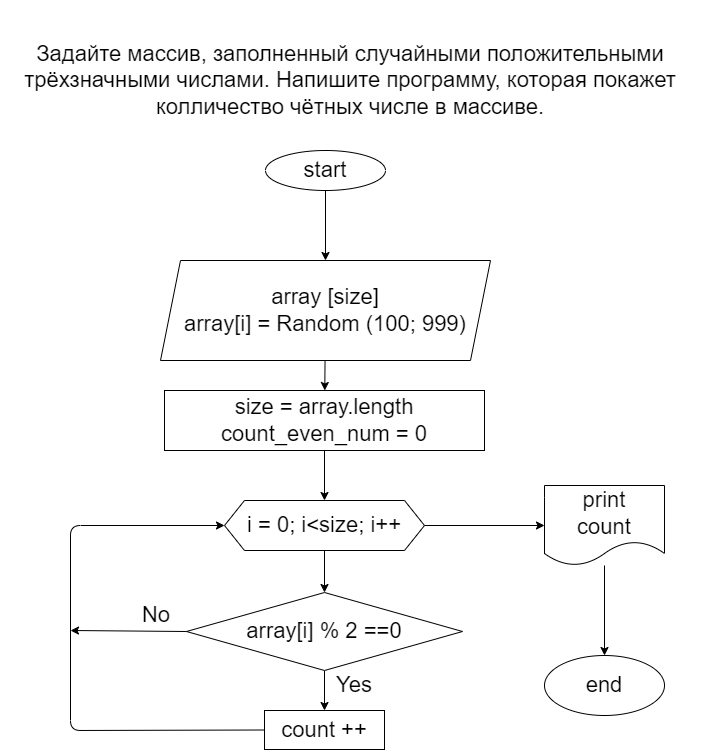 Задайте массив, заполненный случайными положительными
трёхзначными числами. Напишите программу, которая покажет
колличество чётных числе в массиве.
start
array [size]
array[i] = Random (100; 999)
size = array.length
count_even_num = 0
i = 0; i<size; i++
print
count
No
array[i] % 2 ==0
Yes
end
count ++